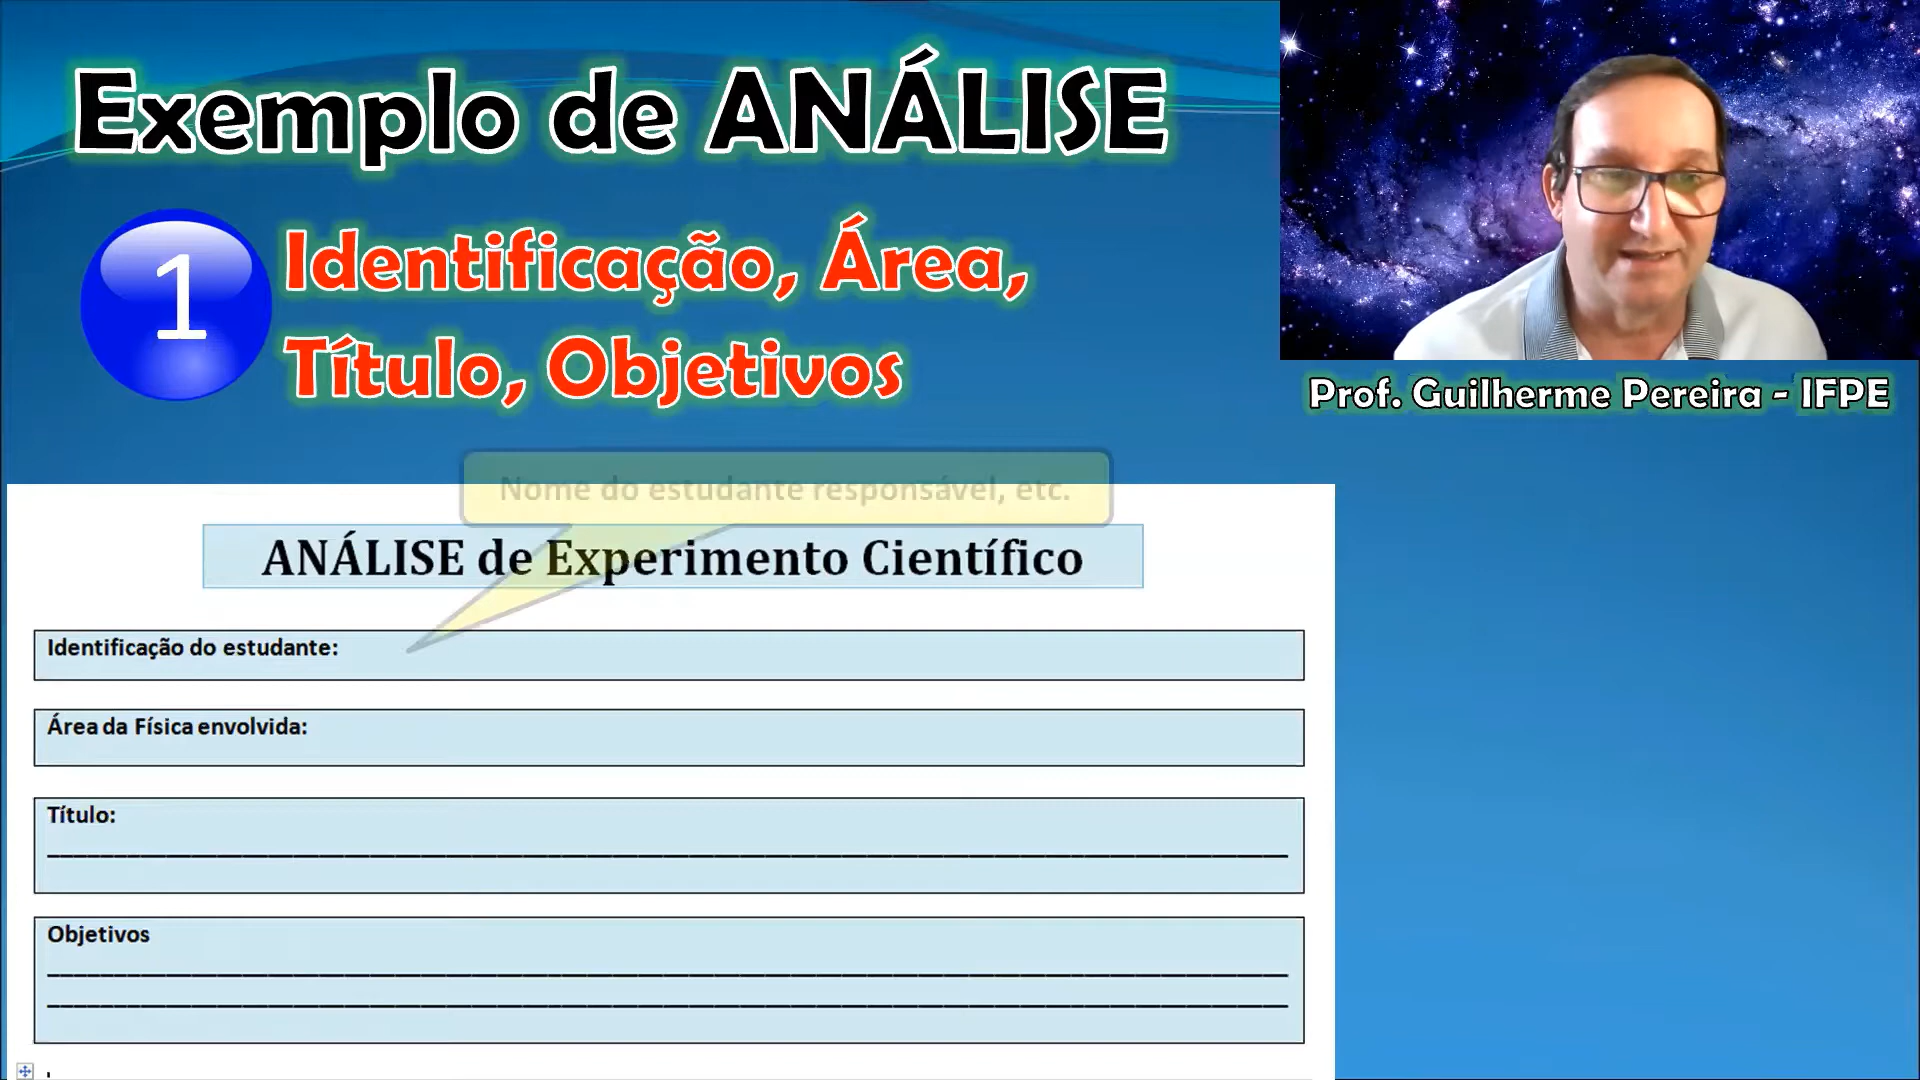 Exemplo de ANÁLISE
1
Identificação, Área,
Título, Objetivos
Prof. Guilherme Pereira - IFPE
Nome do estudante responsável, etc.
ANÁLISE de Experimento Científico
Identificação do estudante:
Área da Física envolvida:
Título:
Objetivos